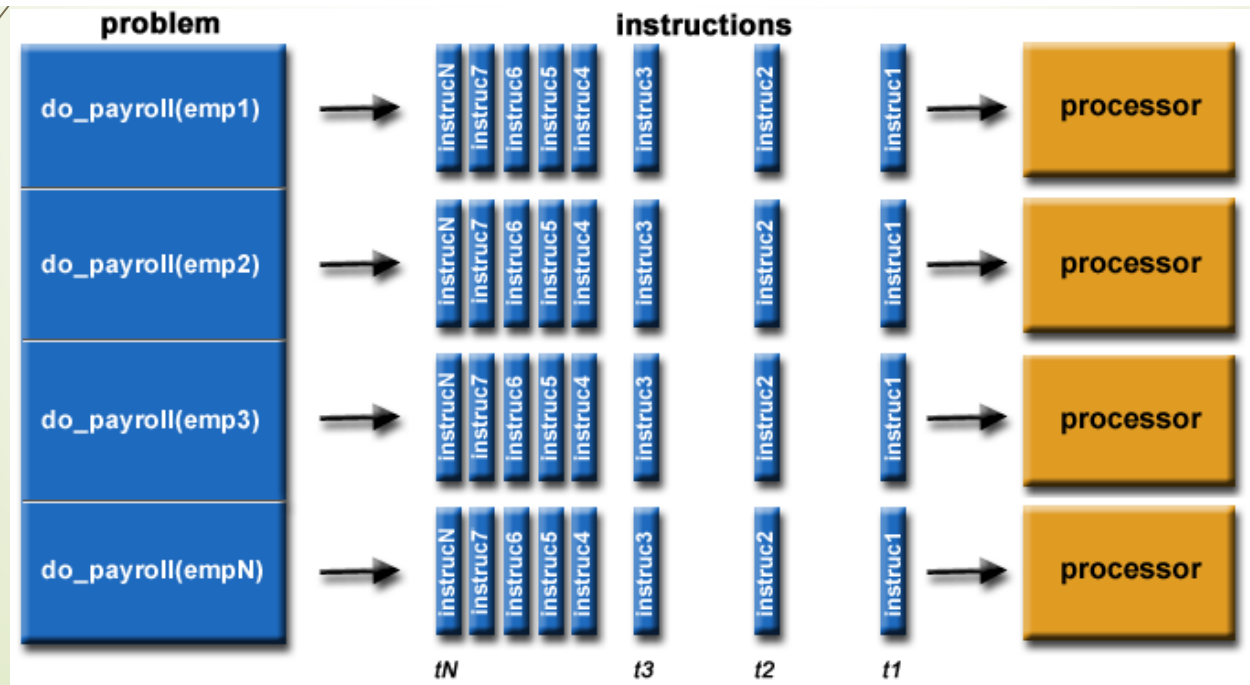 problem
instructions
do_payroll(emp1)
instrucN
instruc7
instruc6
instruc5
instruc4
instruc3
instruc2
instruc1
processor
do_payroll(emp2)
instrucN
instruc7
instruc6
instruc5
instruc4
instruc3
instruc2
instruc1
processor
do_payroll(emp3)
instrucN
instruc7
instruc6
instruc5
instruc4
instruc3
instruc2
instruc1
processor
do_payroll(empN)
instrucN
instruc7
instruc6
instruc5
instruc4
instruc3
instruc2
instruc1
processor
tN
t3
t2
t1